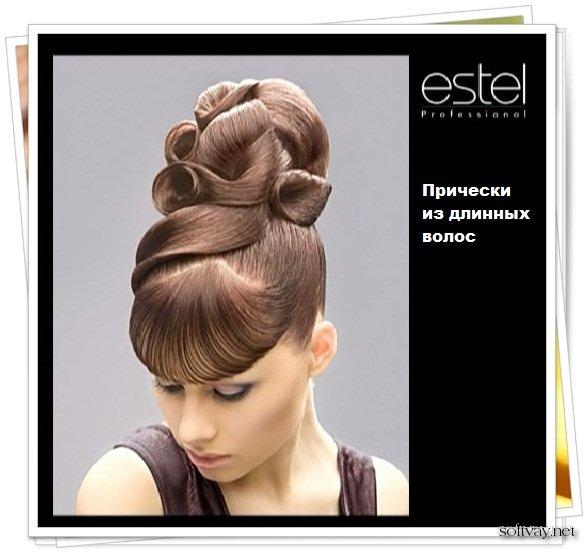 estel
Professional
Прически
из длинных
волос
softvay.net